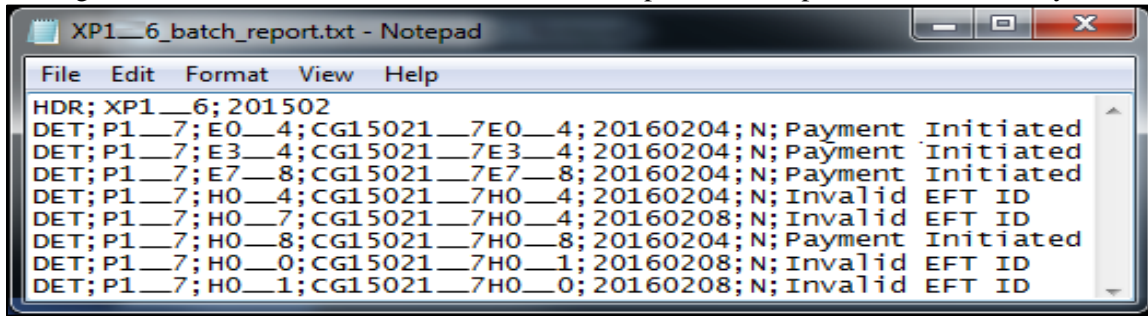 XP1__6_batch_report.txt - Notepad
File Edit Format View Help
HDR;XP1__6;201502
DET;P1__7;E0__4;CG15021__7E0__4;20160204;N;Payment Initiated
DET;P1__7;E3__4;CG15021__7E3__4;20160204;N;Payment Initiated
DET;P1__7;E7__8;CG15021__7E7__8;20160204;N;Payment Initiated
DET;P1__7;H0__4;CG15021__7H0__4;20160204;N;Invalid EFT ID
DET;P1__7;H0__7;CG15021__7H0__4;20160208;N;Invalid EFT ID
DET;P1__7;H0__8;CG15021__7H0__8;20160204;N;Payment Initiated
DET;P1__7;H0__0;CG15021__7H0__1;20160208;N;Invalid EFT ID
DET;P1__7;H0__1;CG15021__7H0__0;20160208;N;Invalid EFT ID